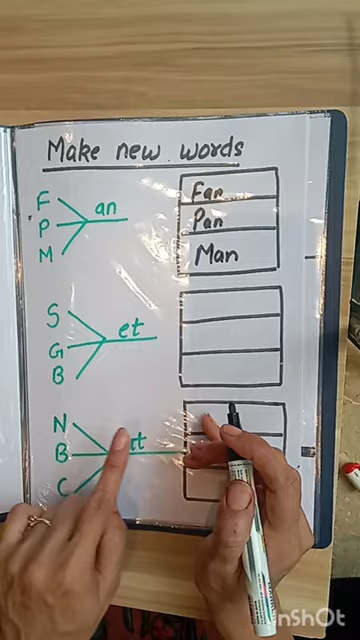 Make new words
F
P an
M
Fan
Pan
Man
S
G et
B
N
B
C
InShOt